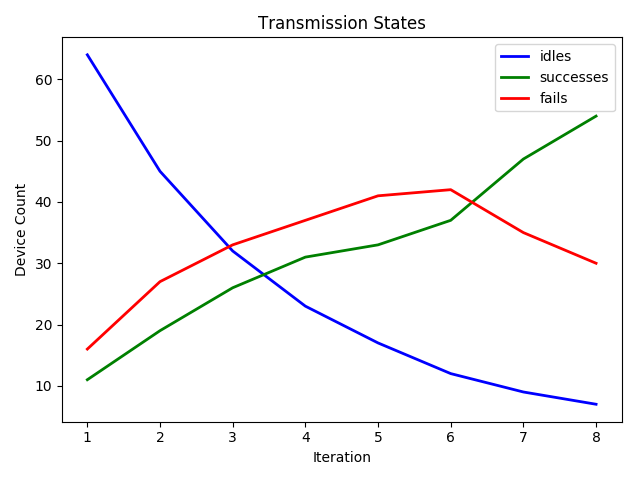 Transmission States
idles
successes
fails
Device Count
60
50
40
30
20
10
1 2 3 4 5 6 7 8
Iteration